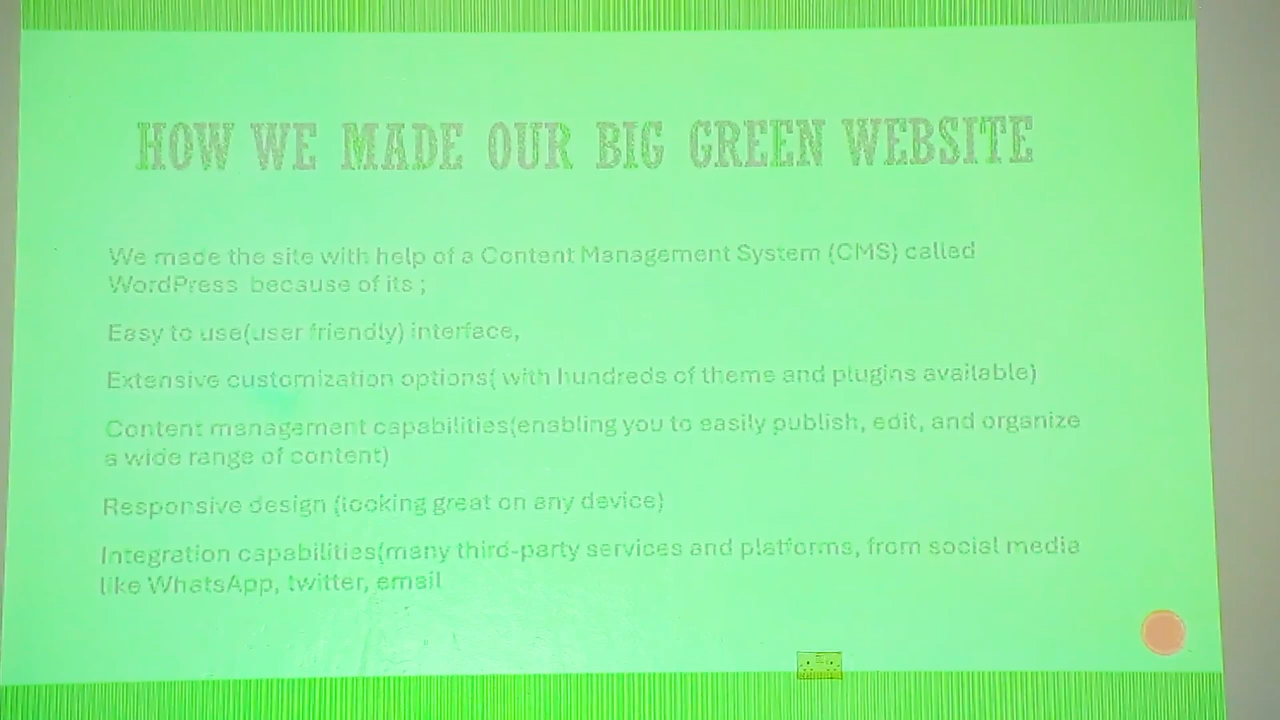 HOW WE MADE OUR BIG GREEN WEBSITE
We made the site with help of a Content Management System (CMS) called
WordPress because of its ;
Easy to use(user friendly) interface,
Extensive customization options( with hundreds of theme and plugins available)
Content management capabilities(enabling you to easily publish, edit, and organize
a wide range of content)
Responsive design (looking great on any device)
Integration capabilities(many third-party services and platforms, from social media
like WhatsApp, twitter, email